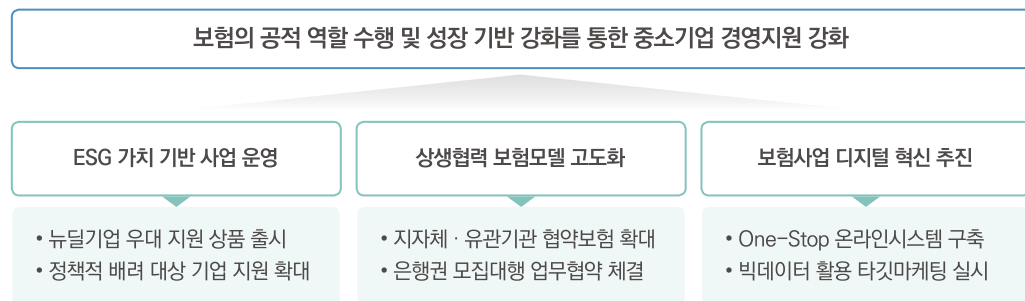 보험의 공적 역할 수행 및 성장 기반 강화를 통한 중소기업 경영지원 강화
ESG 가치 기반 사업 운영
• 뉴딜기업 우대 지원 상품 출시
• 정책적 배려 대상 기업 지원 확대
상생협력 보험모델 고도화
• 지자체 · 유관기관 협약보험 확대
• 은행권 모집대행 업무협약 체결
보험사업 디지털 혁신 추진
• One-Stop 온라인시스템 구축
• 빅데이터 활용 타깃마케팅 실시